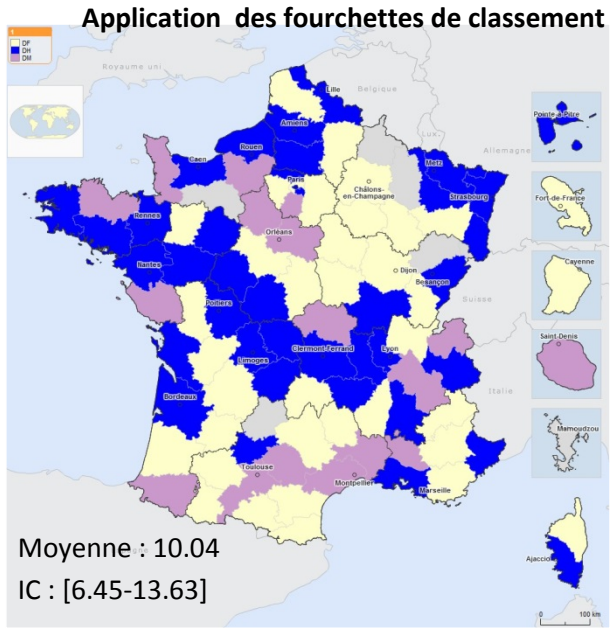 Application des fourchettes de classement
1
DF
DH
DM
Royaume uni
Belgique
Lux.
Allemagne
Lille
Amiens
Rouen
Caen
Paris
Metz
Châlons-
en-Champagne
Strasbourg
Rennes
Orléans
Nantes
Dijon
Besançon
Suisse
Poitiers
Limoges
Clermont-Ferrand
Lyon
Italie
Bordeaux
Toulouse
Montpellier
Marseille
Ajaccio
Pointe-à-Pitre
Fort-de-France
Cayenne
Saint-Denis
Mamoudzou
Moyenne : 10.04
IC : [6.45-13.63]
0 100 km